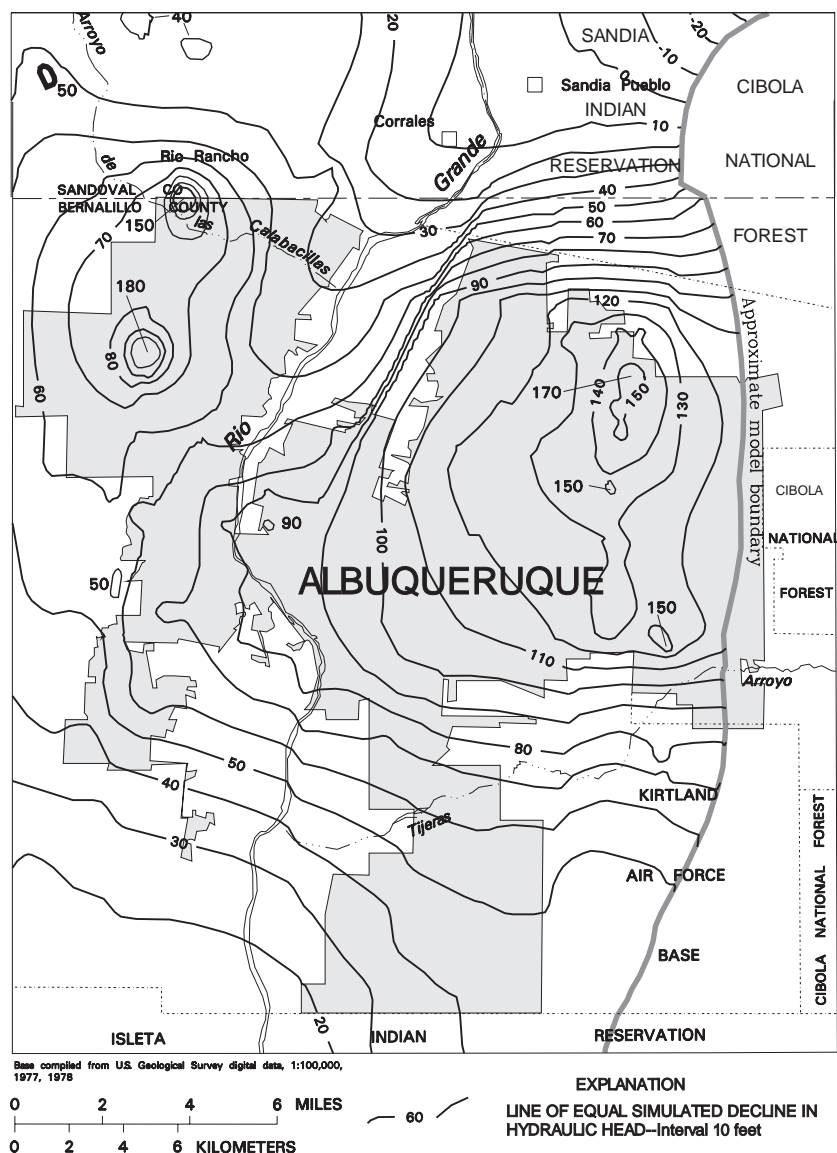 40
20
SANDIA
-20
-10
0
Arroyo
50
Sandia Pueblo
CIBOLA
INDIAN
Corrales
10
de
Rio Rancho
Grande
RESERVATION
NATIONAL
SANDOVAL CO
BERNALILLO COUNTY
40
50
150
las
Calabacillas
30
60
70
FOREST
70
90
180
120
80
Approximate model boundary
60
170
140
150
130
Rio
150
CIBOLA
90
100
NATIONAL
50
ALBUQUERUQUE
FOREST
150
110
Arroyo
80
50
40
KIRTLAND
30
Tijeras
AIR FORCE
CIBOLA NATIONAL FOREST
BASE
20
ISLETA INDIAN RESERVATION
Base compiled from U.S. Geological Survey digital data, 1:100,000,
1977, 1978
EXPLANATION
0 2 4 6 MILES
0 2 4 6 KILOMETERS
60
LINE OF EQUAL SIMULATED DECLINE IN
HYDRAULIC HEAD--Interval 10 feet